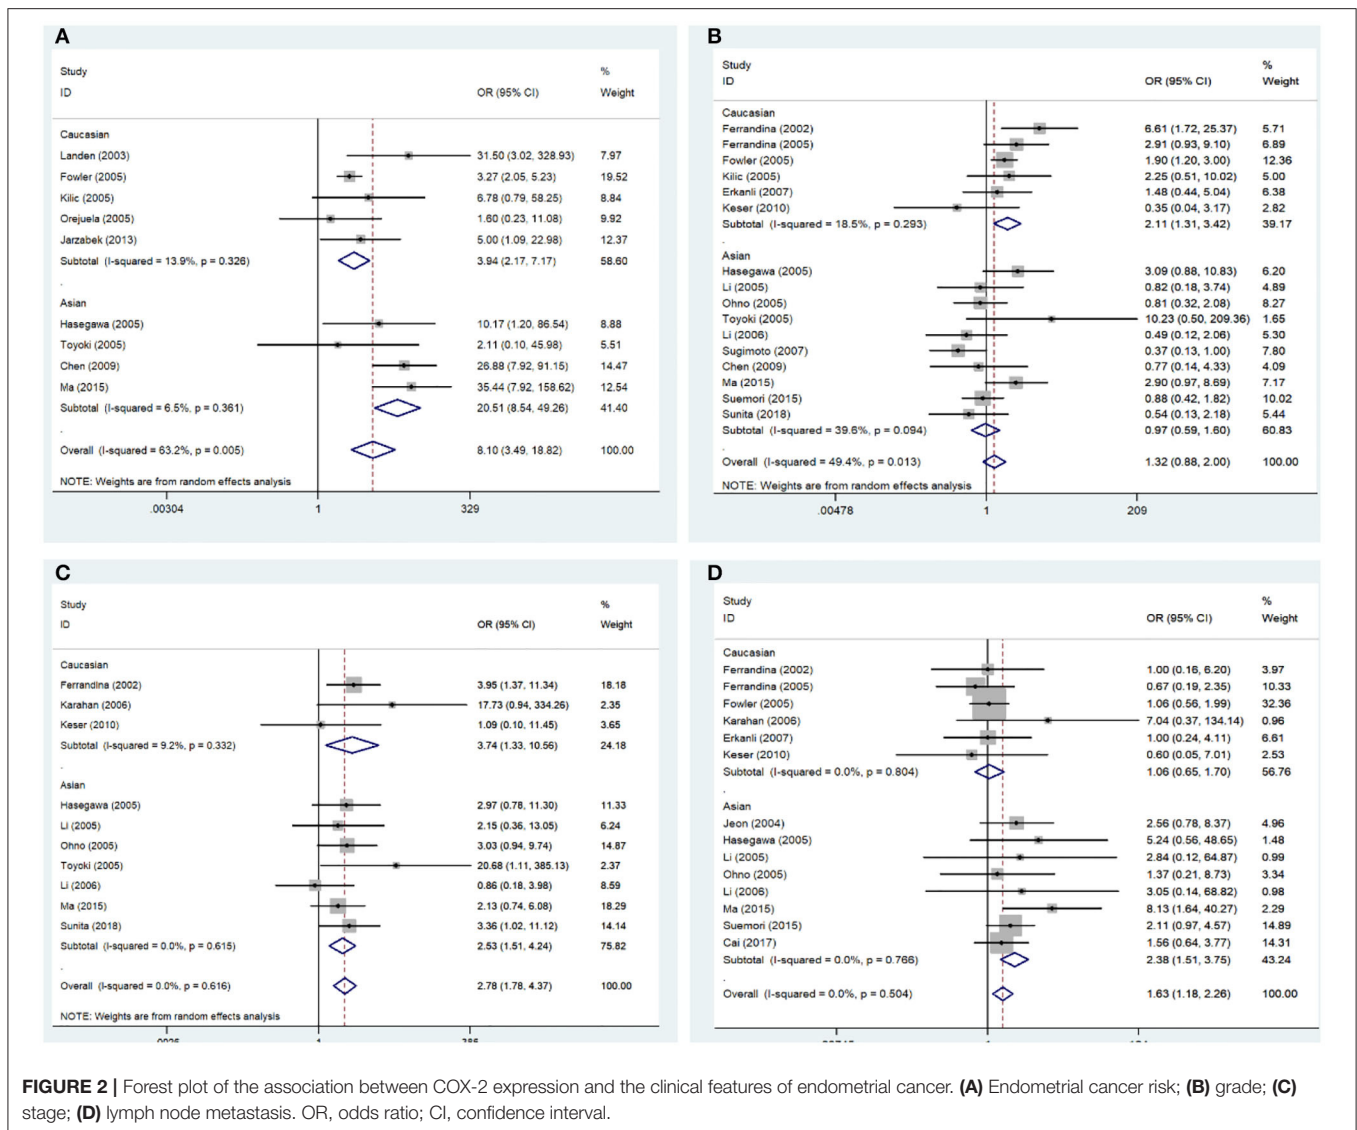 A
Study %
ID OR (95% CI) Weight
Caucasian
Landen (2003) 31.50 (3.02, 328.93) 7.97
Fowler (2005) 3.27 (2.05, 5.23) 19.52
Kilic (2005) 6.78 (0.79, 58.25) 8.84
Orejuela (2005) 1.60 (0.23, 11.08) 9.92
Jarzabek (2013) 5.00 (1.09, 22.98) 12.37
Subtotal (I-squared = 13.9%, p = 0.326) 3.94 (2.17, 7.17) 58.60
.
Asian
Hasegawa (2005) 10.17 (1.20, 86.54) 8.88
Toyoki (2005) 2.11 (0.10, 45.98) 5.51
Chen (2009) 26.88 (7.92, 91.15) 14.47
Ma (2015) 35.44 (7.92, 158.62) 12.54
Subtotal (I-squared = 6.5%, p = 0.361) 20.51 (8.54, 49.26) 41.40
.
Overall (I-squared = 63.2%, p = 0.005) 8.10 (3.49, 18.82) 100.00
NOTE: Weights are from random effects analysis
.00304 1 329
B
Study %
ID OR (95% CI) Weight
Caucasian
Ferrandina (2002) 6.61 (1.72, 25.37) 5.71
Ferrandina (2005) 2.91 (0.93, 9.10) 6.89
Fowler (2005) 1.90 (1.20, 3.00) 12.36
Kilic (2005) 2.25 (0.51, 10.02) 5.00
Erkanli (2007) 1.48 (0.44, 5.04) 6.38
Keser (2010) 0.35 (0.04, 3.17) 2.82
Subtotal (I-squared = 18.5%, p = 0.293) 2.11 (1.31, 3.42) 39.17
.
Asian
Hasegawa (2005) 3.09 (0.88, 10.83) 6.20
Li (2005) 0.82 (0.18, 3.74) 4.89
Ohno (2005) 0.81 (0.32, 2.08) 8.27
Toyoki (2005) 10.23 (0.50, 209.36) 1.65
Li (2006) 0.49 (0.12, 2.06) 5.30
Sugimoto (2007) 0.37 (0.13, 1.00) 7.80
Chen (2009) 0.77 (0.14, 4.33) 4.09
Ma (2015) 2.90 (0.97, 8.69) 7.17
Suemori (2015) 0.88 (0.42, 1.82) 10.02
Sunita (2018) 0.54 (0.13, 2.18) 5.44
Subtotal (I-squared = 39.6%, p = 0.094) 0.97 (0.59, 1.60) 60.83
.
Overall (I-squared = 49.4%, p = 0.013) 1.32 (0.88, 2.00) 100.00
NOTE: Weights are from random effects analysis
.00478 1 209
C
Study %
ID OR (95% CI) Weight
Caucasian
Ferrandina (2002) 3.95 (1.37, 11.34) 18.18
Karahan (2006) 17.73 (0.94, 334.26) 2.35
Keser (2010) 1.09 (0.10, 11.45) 3.65
Subtotal (I-squared = 9.2%, p = 0.332) 3.74 (1.33, 10.56) 24.18
.
Asian
Hasegawa (2005) 2.97 (0.78, 11.30) 11.33
Li (2005) 2.15 (0.36, 13.05) 6.24
Ohno (2005) 3.03 (0.94, 9.74) 14.87
Toyoki (2005) 20.68 (1.11, 385.13) 2.37
Li (2006) 0.86 (0.18, 3.98) 8.59
Ma (2015) 2.13 (0.74, 6.08) 18.29
Sunita (2018) 3.36 (1.02, 11.12) 14.14
Subtotal (I-squared = 0.0%, p = 0.615) 2.53 (1.51, 4.24) 75.82
.
Overall (I-squared = 0.0%, p = 0.616) 2.78 (1.78, 4.37) 100.00
NOTE: Weights are from random effects analysis
D
Study %
ID OR (95% CI) Weight
Caucasian
Ferrandina (2002) 1.00 (0.16, 6.20) 3.97
Ferrandina (2005) 0.67 (0.19, 2.35) 10.33
Fowler (2005) 1.06 (0.56, 1.99) 32.36
Karahan (2006) 7.04 (0.37, 134.14) 0.96
Erkanli (2007) 1.00 (0.24, 4.11) 6.61
Keser (2010) 0.60 (0.05, 7.01) 2.53
Subtotal (I-squared = 0.0%, p = 0.804) 1.06 (0.65, 1.70) 56.76
.
Asian
Jeon (2004) 2.56 (0.78, 8.37) 4.96
Hasegawa (2005) 5.24 (0.56, 48.65) 1.48
Li (2005) 2.84 (0.12, 64.87) 0.99
Ohno (2005) 1.37 (0.21, 8.73) 3.34
Li (2006) 3.05 (0.14, 68.82) 0.98
Ma (2015) 8.13 (1.64, 40.27) 2.29
Suemori (2015) 2.11 (0.97, 4.57) 14.89
Cai (2017) 1.56 (0.64, 3.77) 14.31
Subtotal (I-squared = 0.0%, p = 0.766) 2.38 (1.51, 3.75) 43.24
.
Overall (I-squared = 0.0%, p = 0.504) 1.63 (1.18, 2.26) 100.00
FIGURE 2 | Forest plot of the association between COX-2 expression and the clinical features of endometrial cancer. (A) Endometrial cancer risk; (B) grade; (C)
stage; (D) lymph node metastasis. OR, odds ratio; CI, confidence interval.